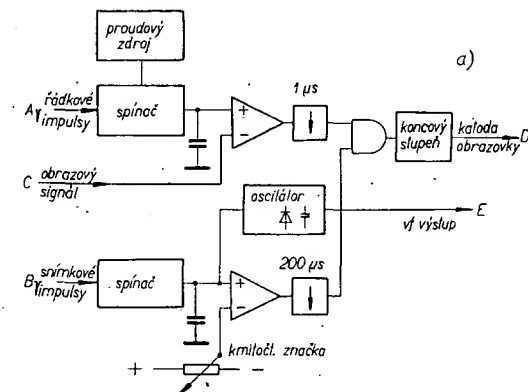 proudový
zdroj
a)
1 µs
A řádkové
impulsy
spínač
+
−
koncový
stupeň
katoda
obrazovky
D
C obrazový
signál
oscilátor
E
vf výstup
200 µs
B snímkové
impulsy
spínač
+
−
kmitočt. značka
+
−